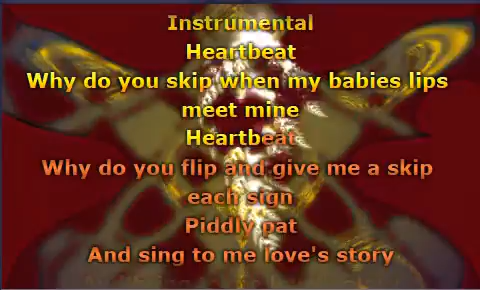 Instrumental
Heartbeat
Why do you skip when my babies lips
meet mine
Heartbeat
Why do you flip and give me a skip
each sign
Piddly pat
And sing to me love's story